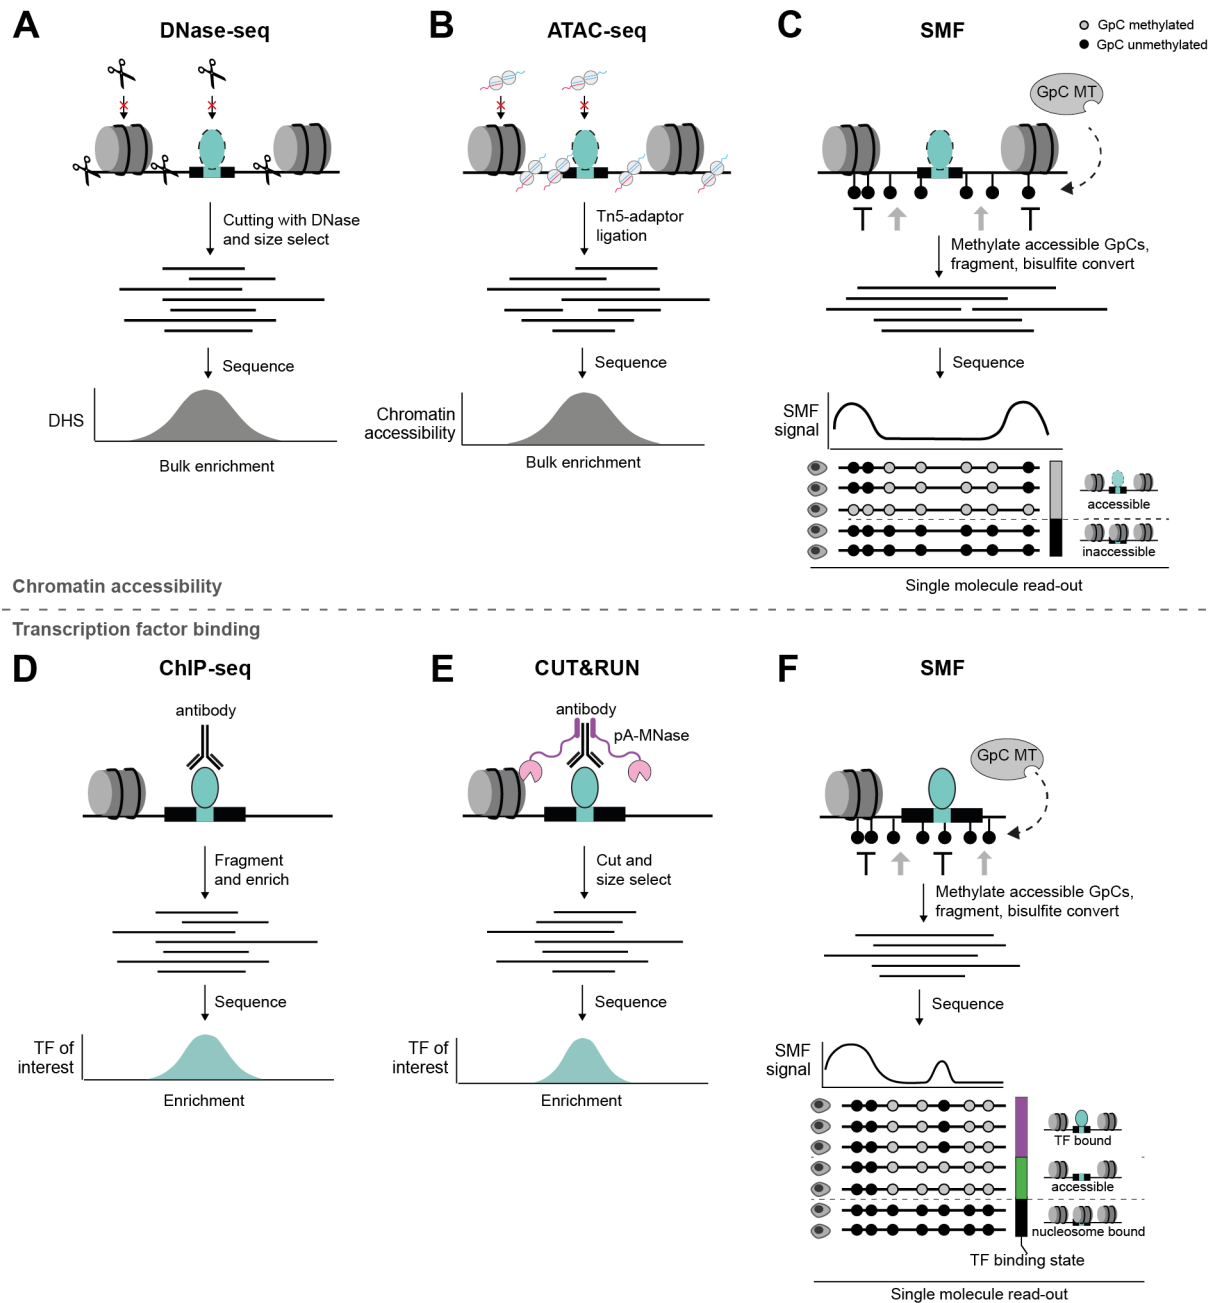 A
DNase-seq
Cutting with DNase
and size select
Sequence
DHS
Bulk enrichment
B
ATAC-seq
Tn5-adaptor
ligation
Sequence
Chromatin
accessibility
Bulk enrichment
C
SMF
GpC methylated
GpC unmethylated
GpC MT
Methylate accessible GpCs,
fragment, bisulfite convert
Sequence
SMF
signal
accessible
inaccessible
Single molecule read-out
Chromatin accessibility
Transcription factor binding
D
ChIP-seq
antibody
Fragment
and enrich
Sequence
TF of
interest
Enrichment
E
CUT&RUN
antibody
pA-MNase
Cut and
size select
Sequence
TF of
interest
Enrichment
F
SMF
GpC MT
Methylate accessible GpCs,
fragment, bisulfite convert
Sequence
SMF
signal
TF bound
accessible
nucleosome bound
TF binding state
Single molecule read-out